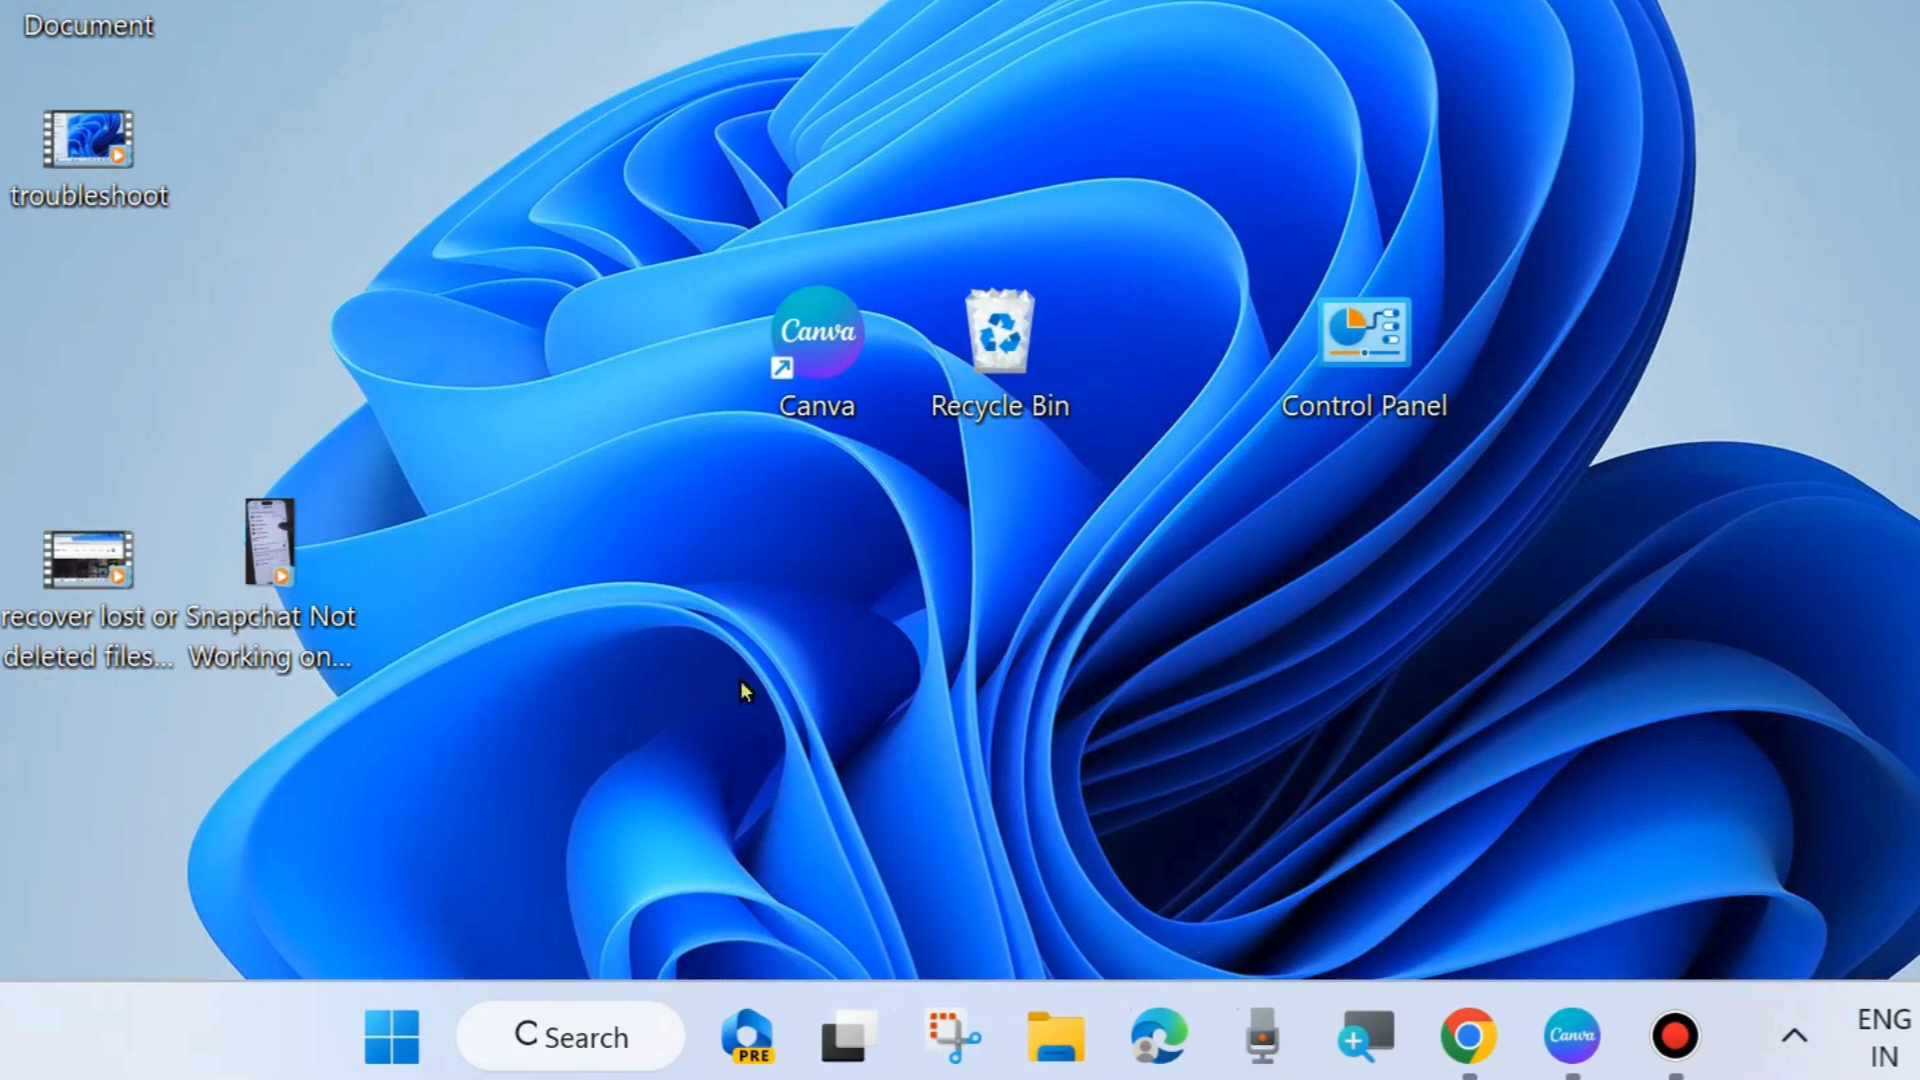 Document
troubleshoot
Canva
Canva
Recycle Bin
Control Panel
recover lost or
deleted files...
Snapchat Not
Working on...
Search
PRE
Canva
ENG
IN